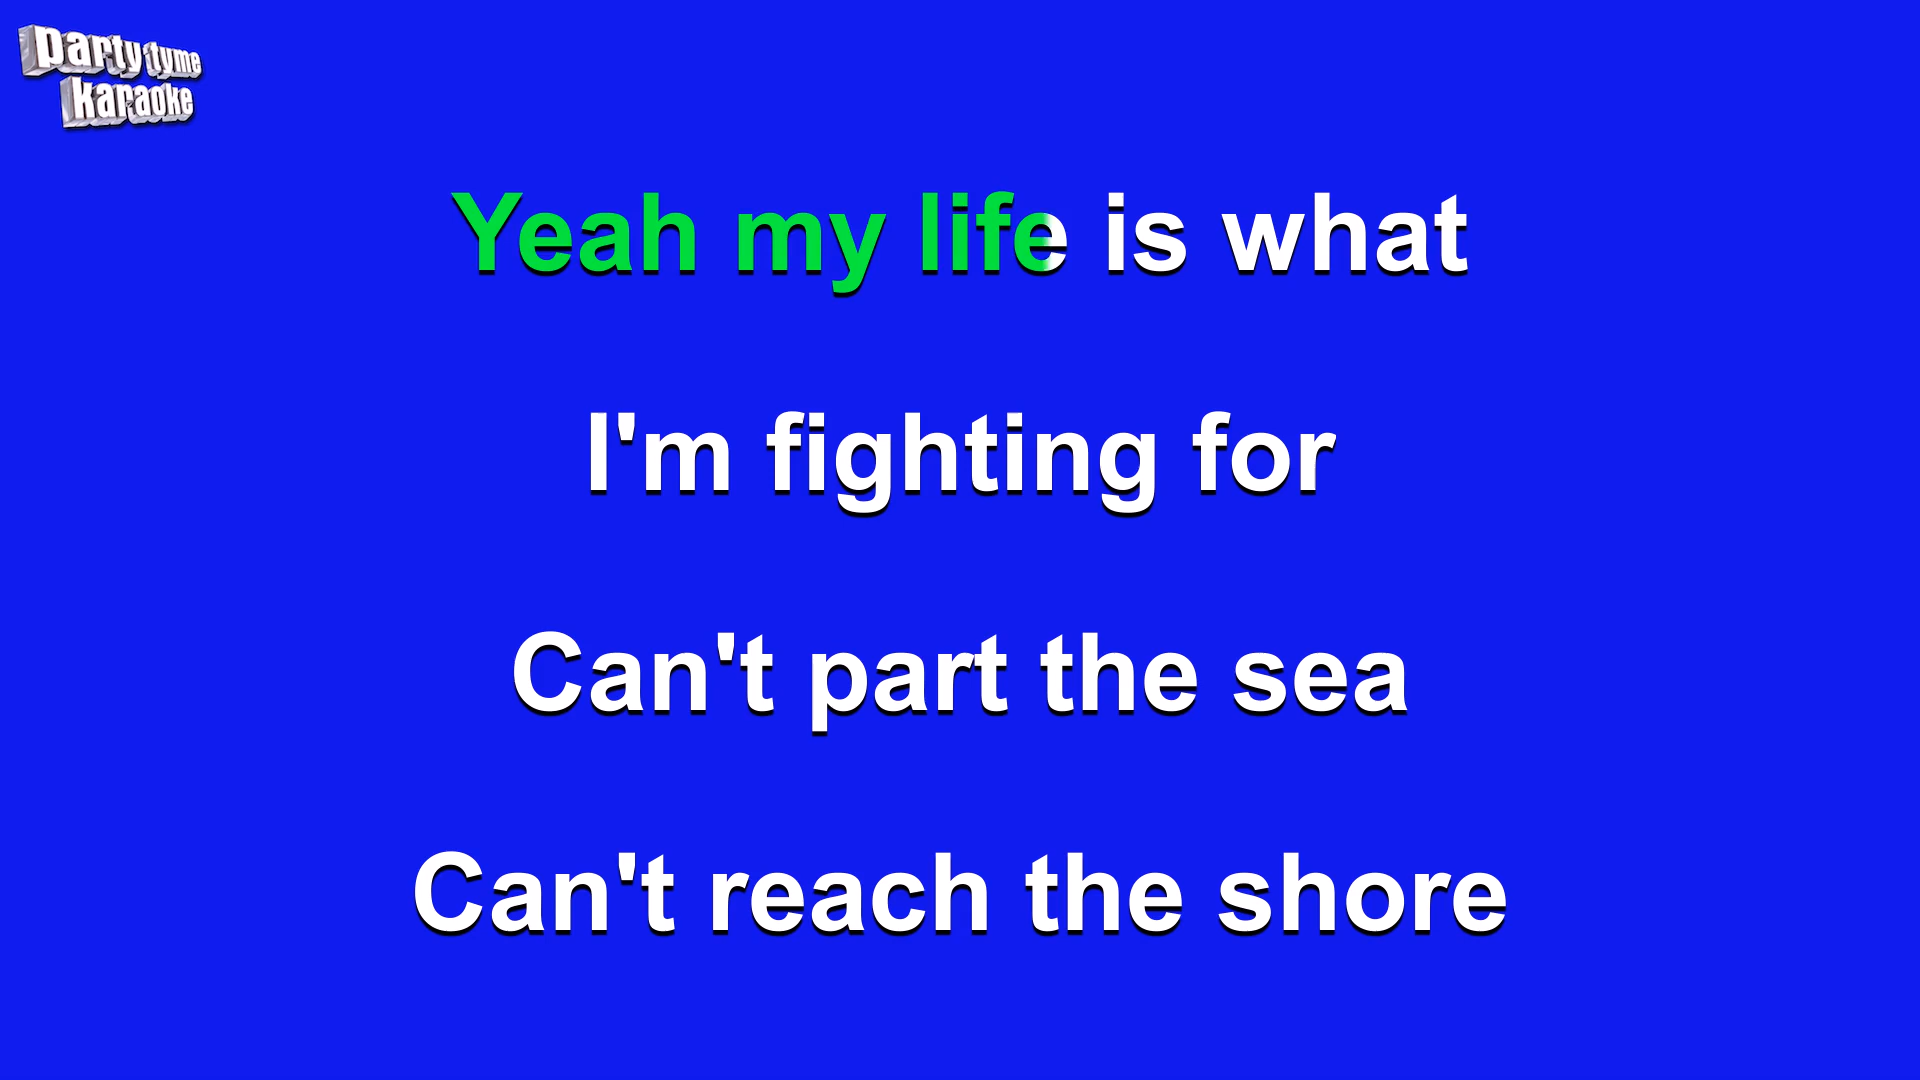 party tyme
karaoke
Yeah my life is what
I'm fighting for
Can't part the sea
Can't reach the shore